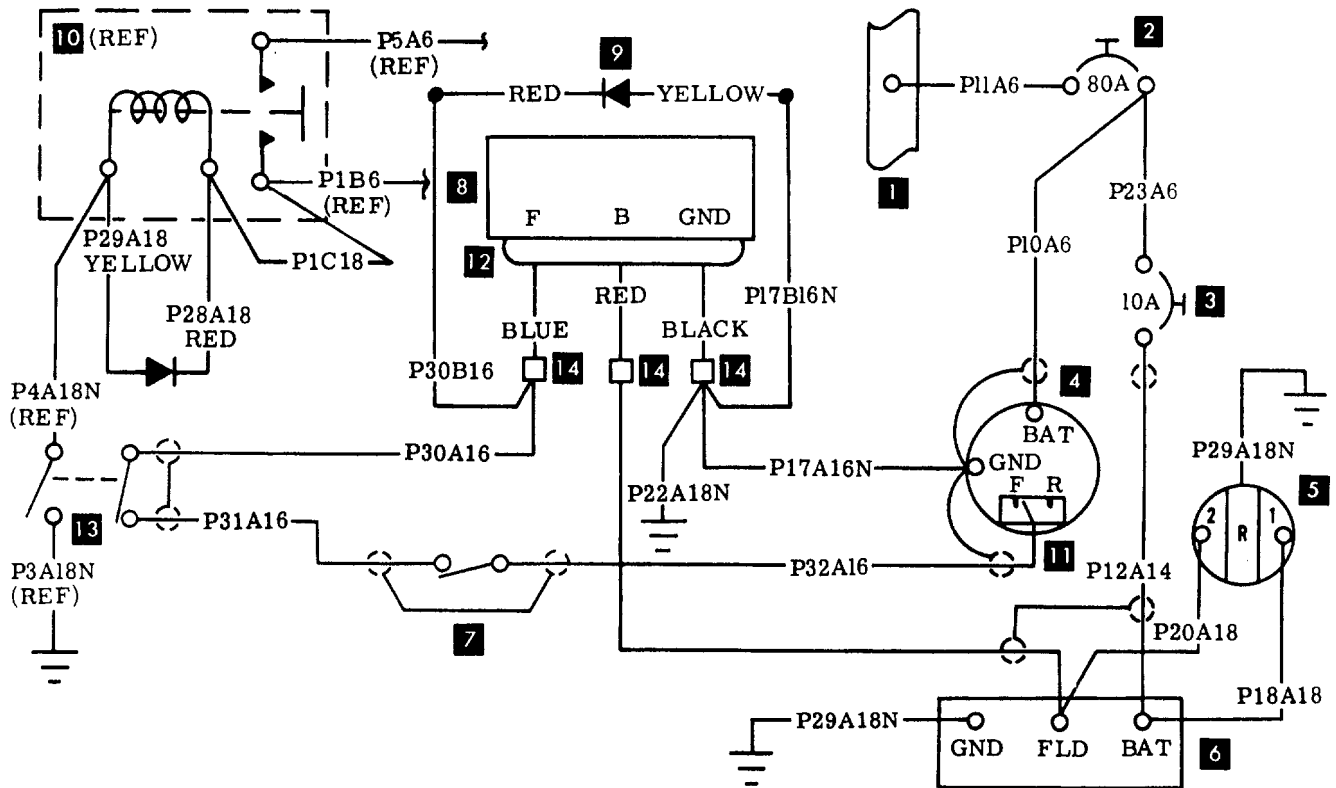 10 (REF)
P5A6
(REF)
9
RED
YELLOW
2
P11A6
80A
1
P1B6
(REF)
8
F B GND
12
P23A6
P29A18
YELLOW
P1C18
P10A6
RED
P17B16N
10A
3
P28A18
RED
BLUE
BLACK
P30B16
14
14
14
4
P4A18N
(REF)
BAT
P30A16
P17A16N
GND
P29A18N
F R
5
P22A18N
2 R 1
13
P31A16
11
P3A18N
(REF)
P32A16
P12A14
7
P20A18
P18A18
P29A18N
GND FLD BAT
6